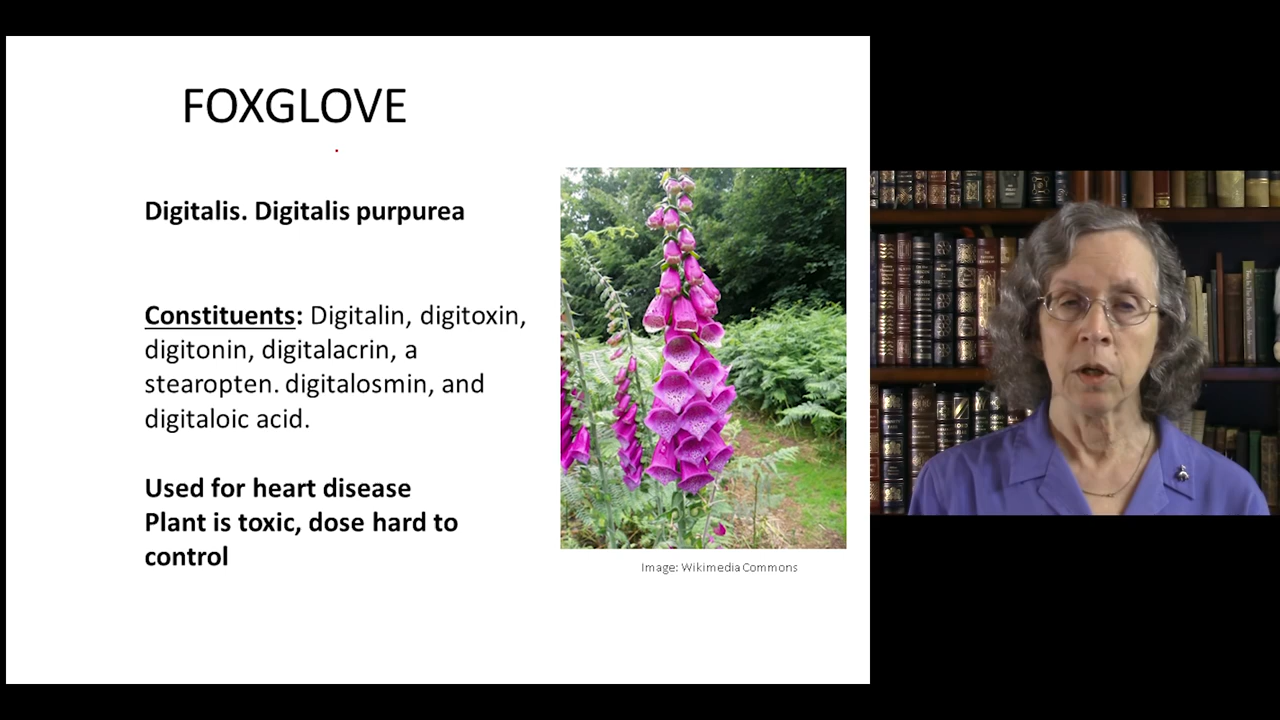 FOXGLOVE
Digitalis. Digitalis purpurea
Constituents: Digitalin, digitoxin,
digitonin, digitalacrin, a
stearopten. digitalosmin, and
digitaloic acid.
Used for heart disease
Plant is toxic, dose hard to
control
Image: Wikimedia Commons